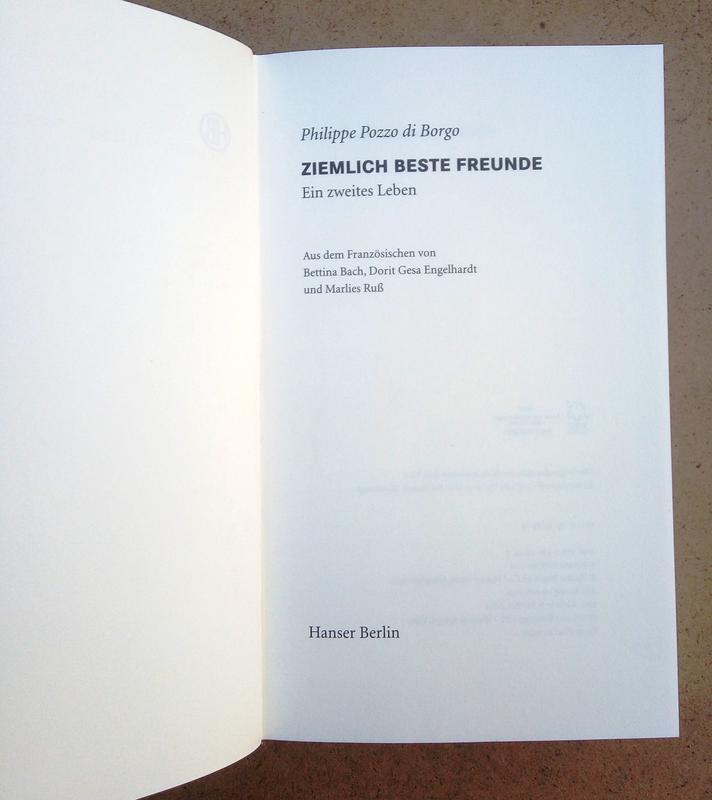 Philippe Pozzo di Borgo
ZIEMLICH BESTE FREUNDE
Ein zweites Leben
Aus dem Französischen von
Bettina Bach, Dorit Gesa Engelhardt
und Marlies Ruß
Hanser Berlin